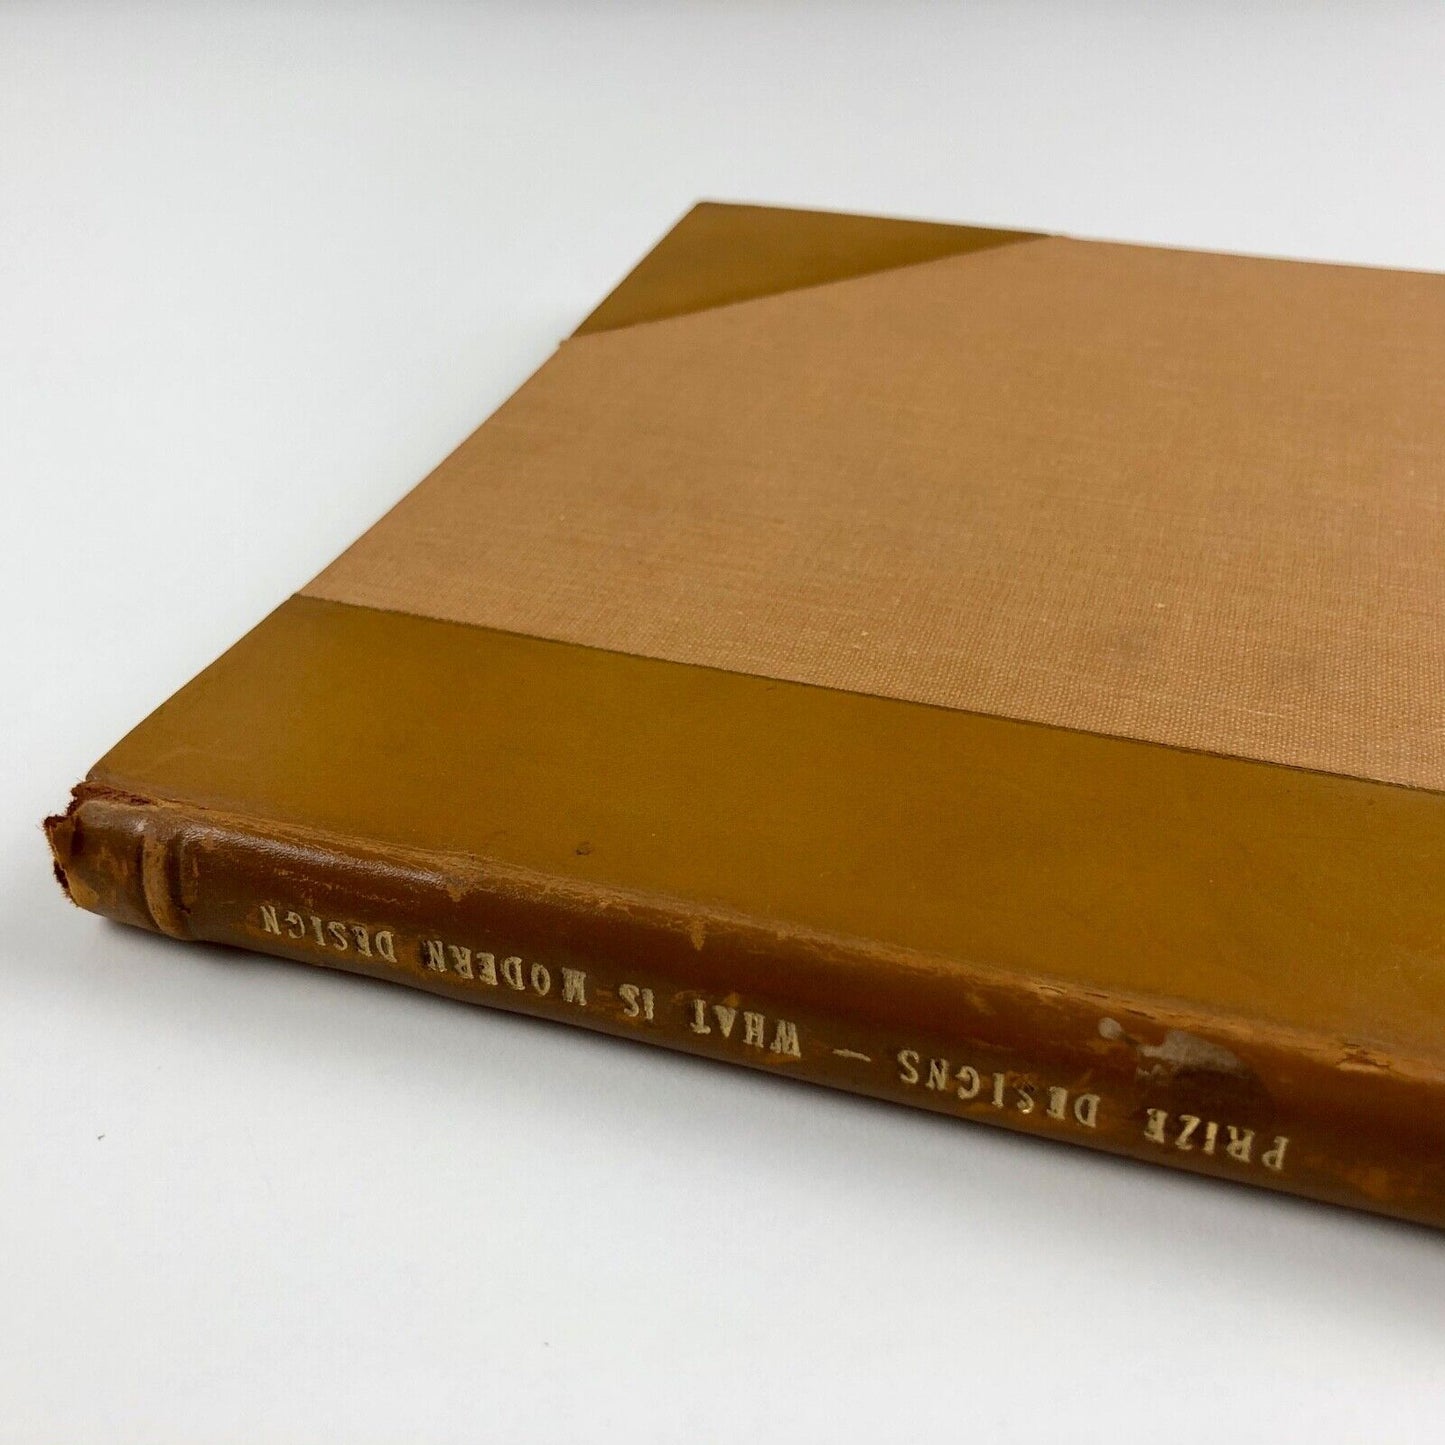 PRIZE DESIGNS — WHAT IS MODERN DESIGN